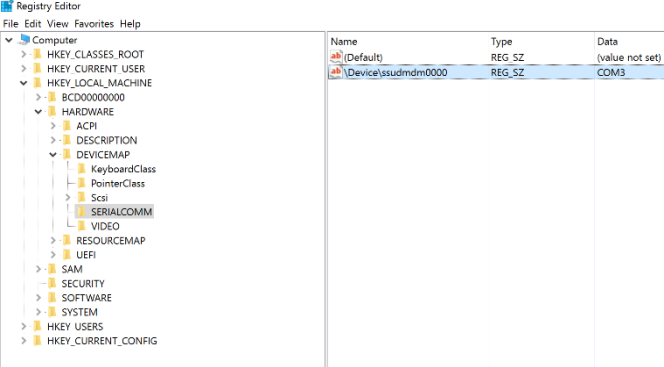 Registry Editor
File Edit View Favorites Help
Computer
HKEY_CLASSES_ROOT
HKEY_CURRENT_USER
HKEY_LOCAL_MACHINE
BCD00000000
HARDWARE
ACPI
DESCRIPTION
DEVICEMAP
KeyboardClass
PointerClass
Scsi
SERIALCOMM
VIDEO
RESOURCEMAP
UEFI
SAM
SECURITY
SOFTWARE
SYSTEM
HKEY_USERS
HKEY_CURRENT_CONFIG
Name Type Data
(Default) REG_SZ (value not set)
\Device\ssudmdm0000 REG_SZ COM3